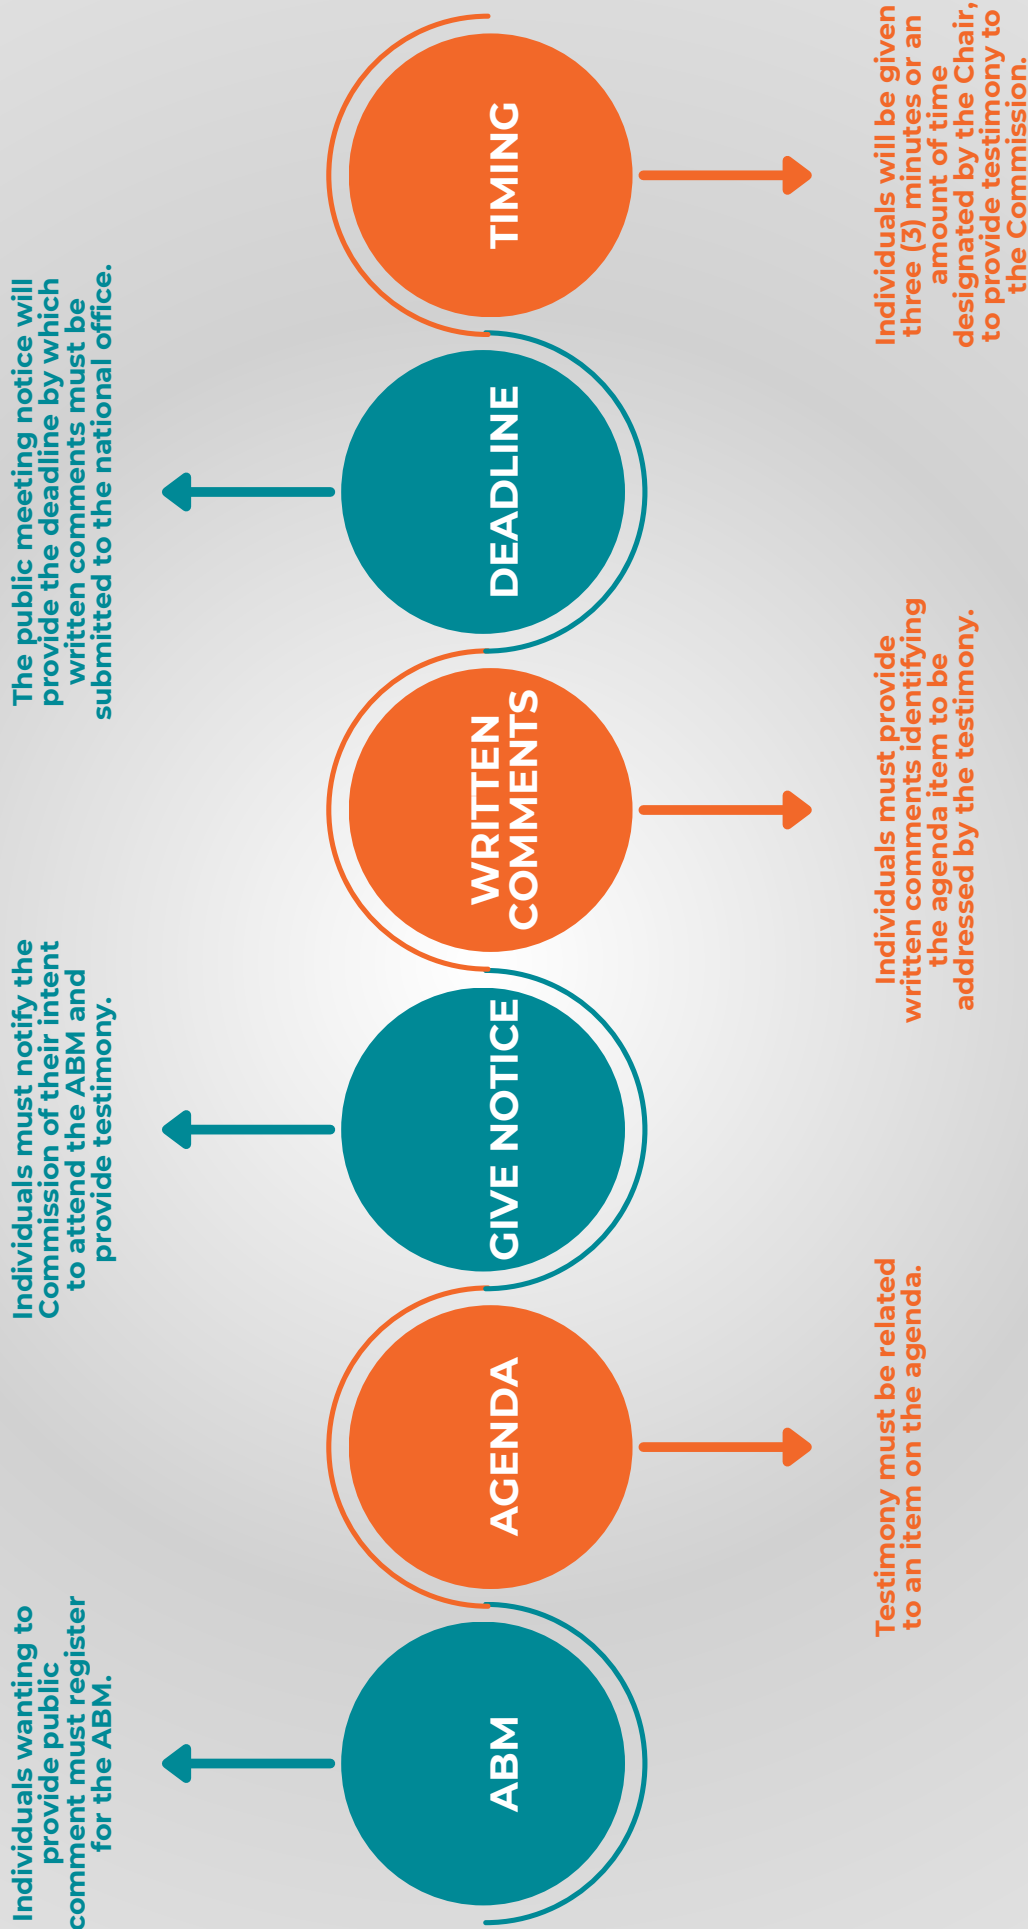 Individuals wanting to
provide public
comment must register
for the ABM.
ABM
AGENDA
Testimony must be related
to an item on the agenda.
Individuals must notify the
Commission of their intent
to attend the ABM and
provide testimony.
GIVE NOTICE
WRITTEN
COMMENTS
Individuals must provide
written comments identifying
the agenda item to be
addressed by the testimony.
The public meeting notice will
provide the deadline by which
written comments must be
submitted to the national office.
DEADLINE
TIMING
Individuals will be given
three (3) minutes or an
amount of time
designated by the Chair,
to provide testimony to
the Commission.